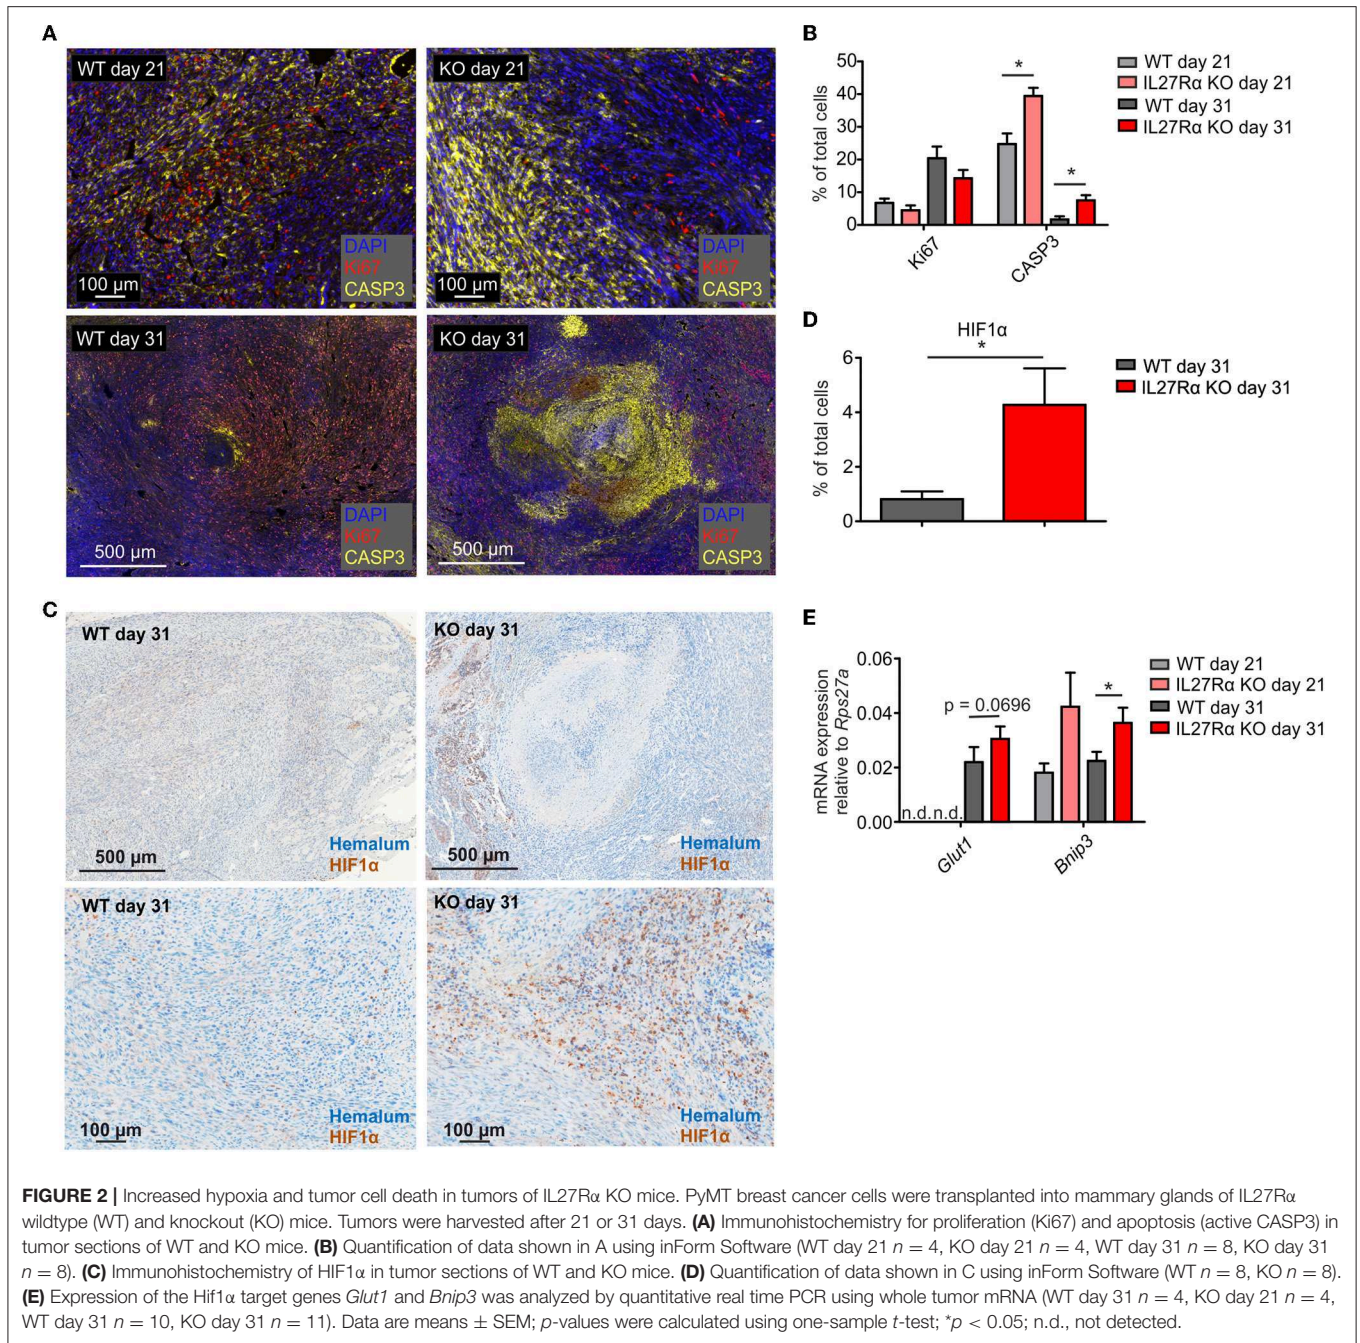 A
WT day 21
DAPI
Ki67
CASP3
100 µm
KO day 21
DAPI
Ki67
CASP3
100 µm
WT day 31
DAPI
Ki67
CASP3
500 µm
KO day 31
DAPI
Ki67
CASP3
500 µm
B
% of total cells
50
40
30
20
10
0
*
*
Ki67
CASP3
WT day 21
IL27Rα KO day 21
WT day 31
IL27Rα KO day 31
D
HIF1α
*
% of total cells
6
4
2
0
WT day 31
IL27Rα KO day 31
C
WT day 31
Hemalum
HIF1α
500 µm
KO day 31
Hemalum
HIF1α
500 µm
WT day 31
Hemalum
HIF1α
100 µm
KO day 31
Hemalum
HIF1α
100 µm
E
mRNA expression
relative to Rps27a
0.06
0.04
0.02
0.00
p = 0.0696
*
n.d. n.d.
Glut1
Bnip3
WT day 21
IL27Rα KO day 21
WT day 31
IL27Rα KO day 31
FIGURE 2 | Increased hypoxia and tumor cell death in tumors of IL27Rα KO mice. PyMT breast cancer cells were transplanted into mammary glands of IL27Rα
wildtype (WT) and knockout (KO) mice. Tumors were harvested after 21 or 31 days. (A) Immunohistochemistry for proliferation (Ki67) and apoptosis (active CASP3) in
tumor sections of WT and KO mice. (B) Quantification of data shown in A using inForm Software (WT day 21 n = 4, KO day 21 n = 4, WT day 31 n = 8, KO day 31
n = 8). (C) Immunohistochemistry of HIF1α in tumor sections of WT and KO mice. (D) Quantification of data shown in C using inForm Software (WT n = 8, KO n = 8).
(E) Expression of the Hif1α target genes Glut1 and Bnip3 was analyzed by quantitative real time PCR using whole tumor mRNA (WT day 31 n = 4, KO day 21 n = 4,
WT day 31 n = 10, KO day 31 n = 11). Data are means ± SEM; p-values were calculated using one-sample t-test; *p < 0.05; n.d., not detected.